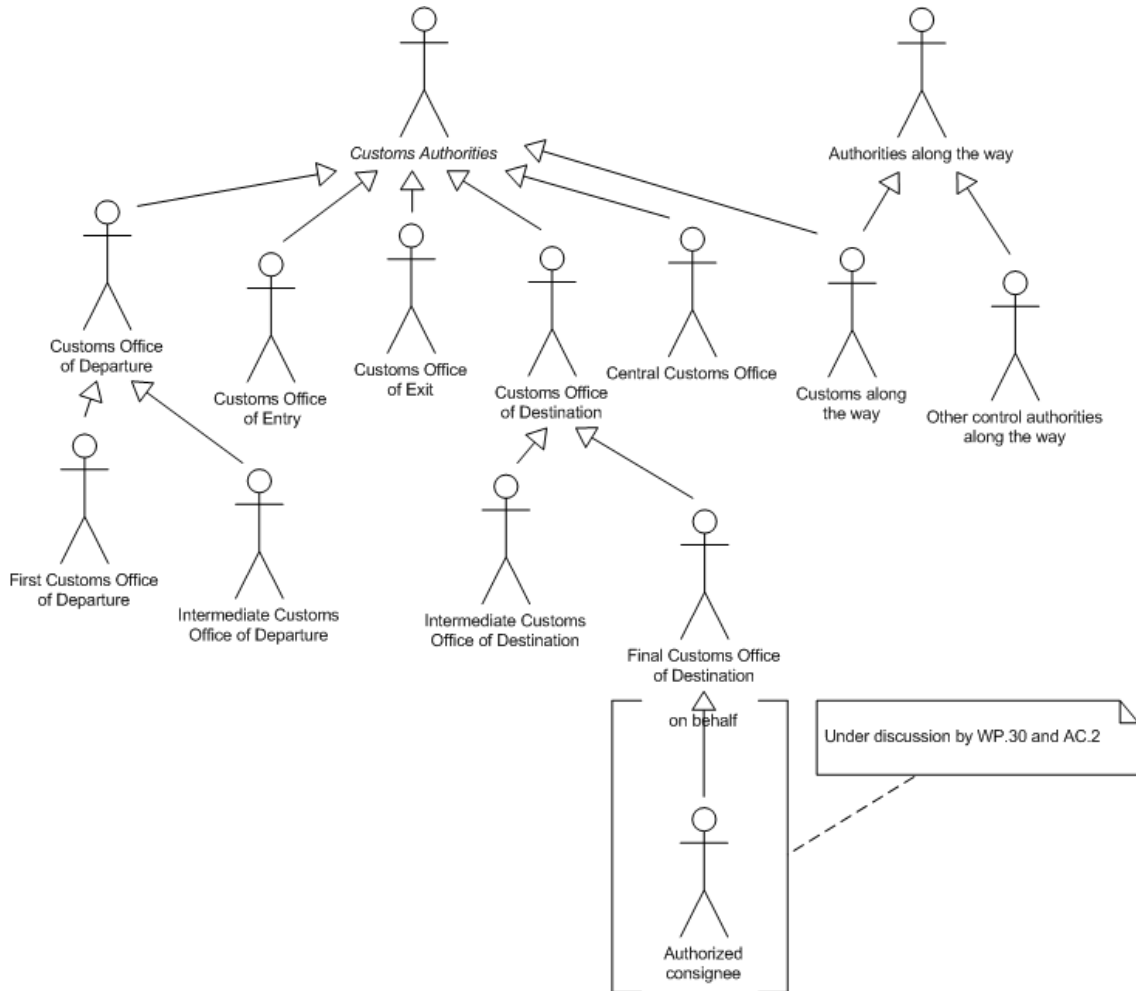 Customs Authorities
Authorities along the way
Customs Office
of Departure
Customs Office
of Entry
Customs Office
of Exit
Customs Office
of Destination
Central Customs Office
Customs along
the way
Other control authorities
along the way
First Customs Office
of Departure
Intermediate Customs
Office of Departure
Intermediate Customs
Office of Destination
Final Customs Office
of Destination
on behalf
Under discussion by WP.30 and AC.2
Authorized
consignee